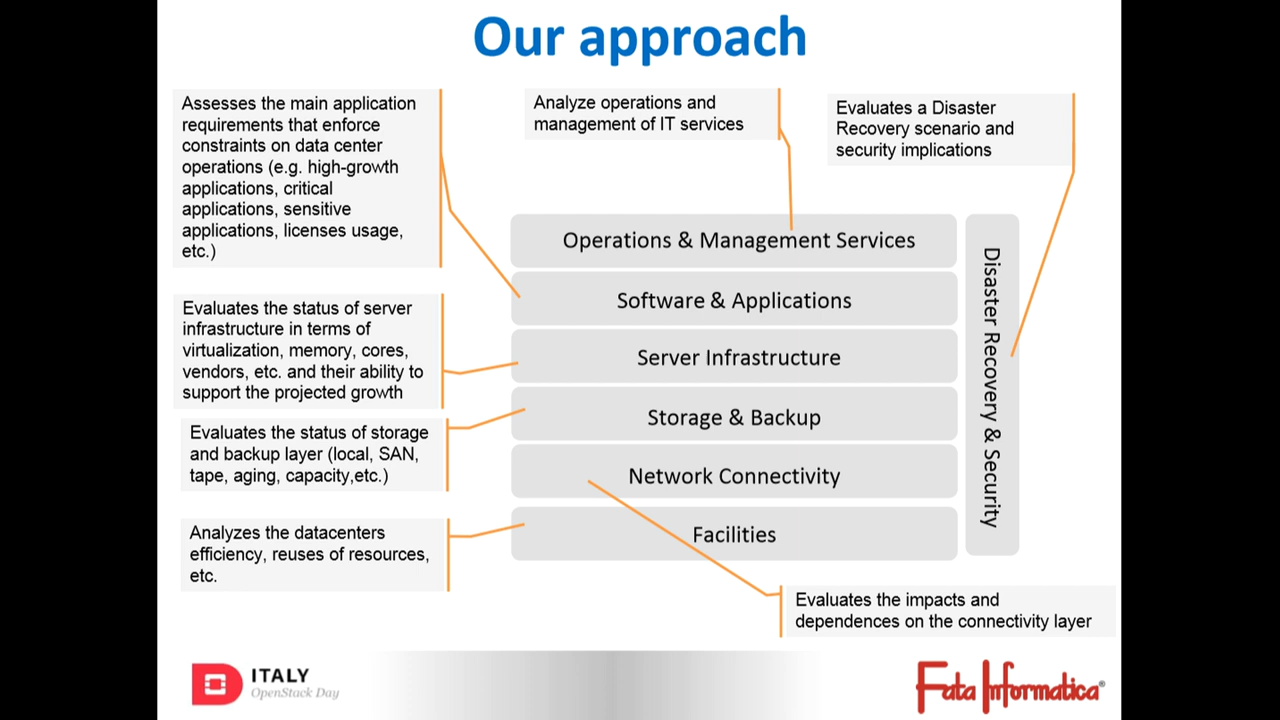 Our approach
Assesses the main application
requirements that enforce
constraints on data center
operations (e.g. high-growth
applications, critical
applications, sensitive
applications, licenses usage,
etc.)
Analyze operations and
management of IT services
Evaluates a Disaster
Recovery scenario and
security implications
Operations & Management Services
Software & Applications
Server Infrastructure
Storage & Backup
Network Connectivity
Facilities
Disaster Recovery & Security
Evaluates the status of server
infrastructure in terms of
virtualization, memory, cores,
vendors, etc. and their ability to
support the projected growth
Evaluates the status of storage
and backup layer (local, SAN,
tape, aging, capacity,etc.)
Analyzes the datacenters
efficiency, reuses of resources,
etc.
Evaluates the impacts and
dependences on the connectivity layer
ITALY
OpenStack Day
Fata Informatica®